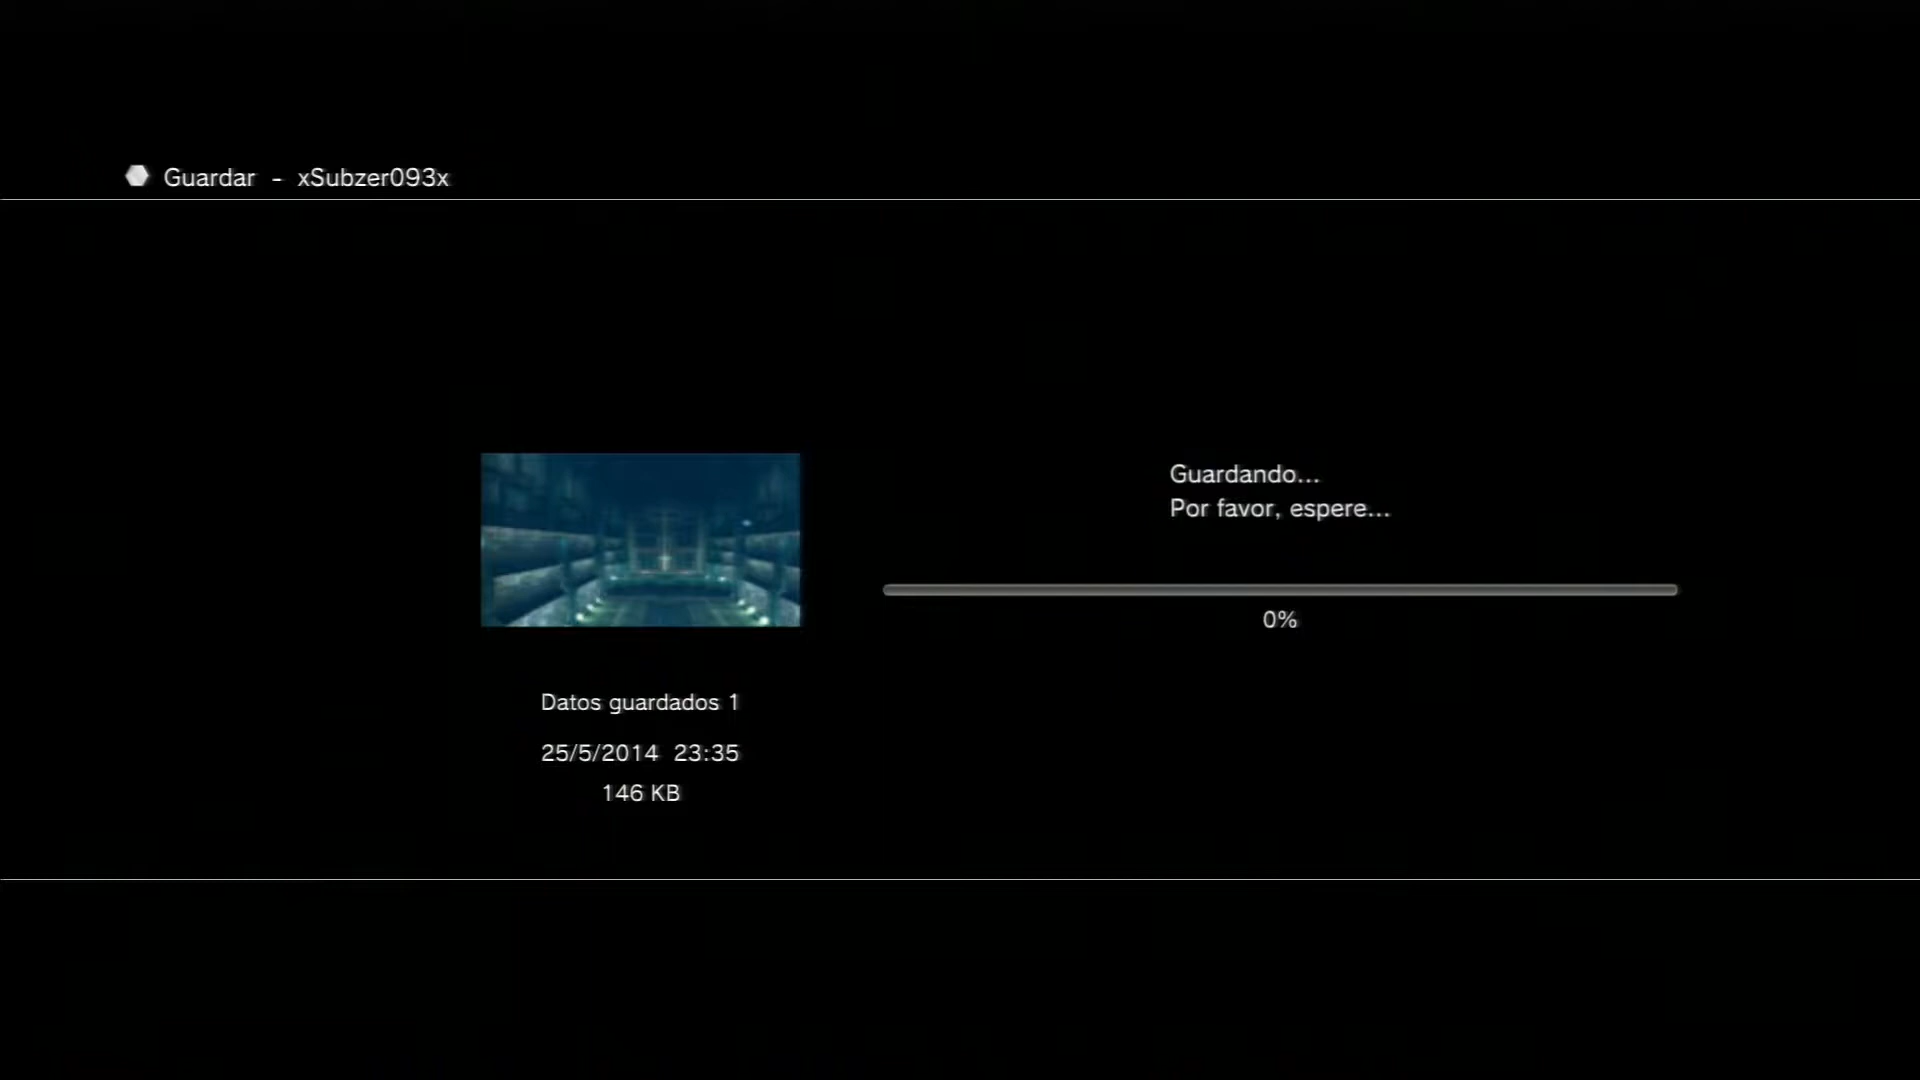 Guardar - xSubzer093x
Guardando...
Por favor, espere...
0%
Datos guardados 1
25/5/2014 23:35
146 KB